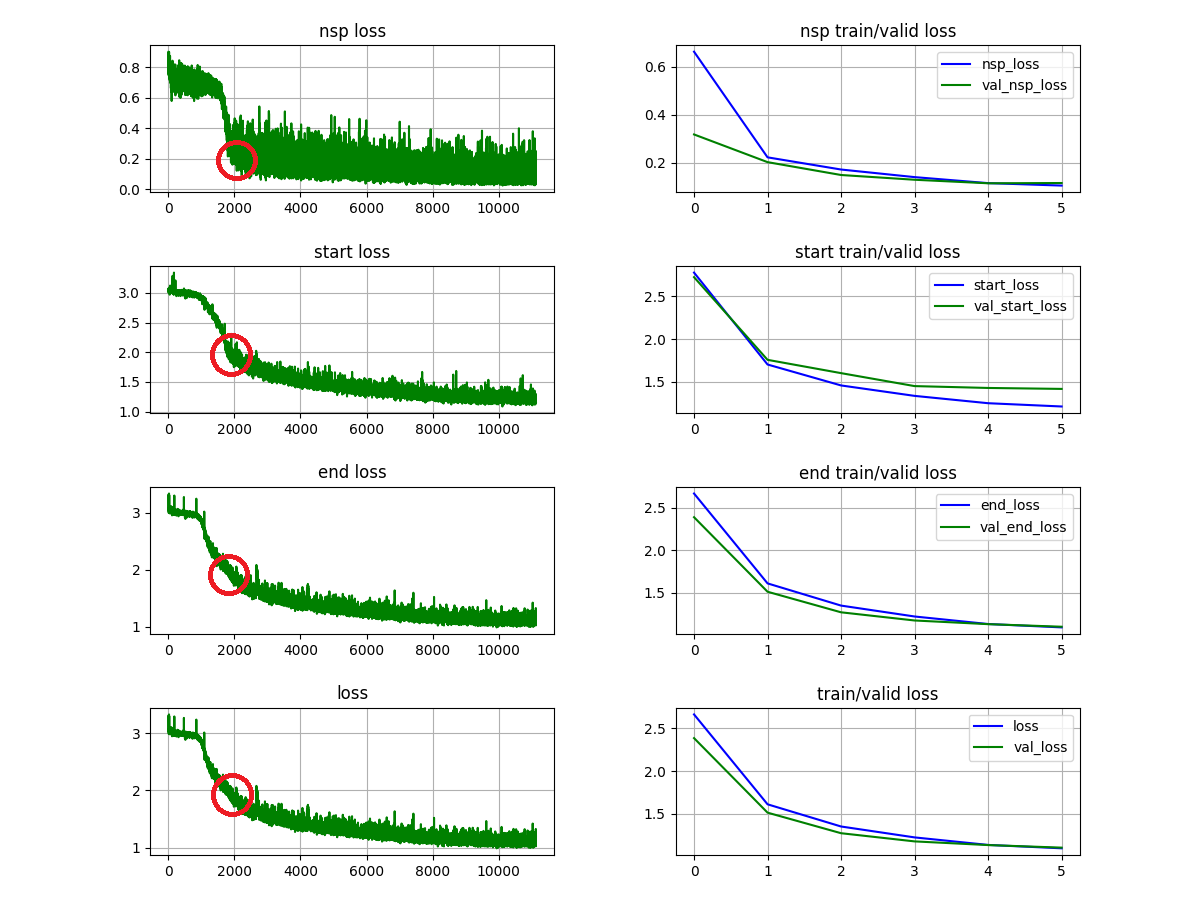 nsp loss
0.8
0.6
0.4
0.2
0.0
0 2000 4000 6000 8000 10000
nsp train/valid loss
nsp_loss
val_nsp_loss
0.6
0.4
0.2
0 1 2 3 4 5
start loss
3.0
2.5
2.0
1.5
1.0
0 2000 4000 6000 8000 10000
start train/valid loss
start_loss
val_start_loss
2.5
2.0
1.5
0 1 2 3 4 5
end loss
3
2
1
0 2000 4000 6000 8000 10000
end train/valid loss
end_loss
val_end_loss
2.5
2.0
1.5
0 1 2 3 4 5
loss
3
2
1
0 2000 4000 6000 8000 10000
train/valid loss
loss
val_loss
2.5
2.0
1.5
0 1 2 3 4 5